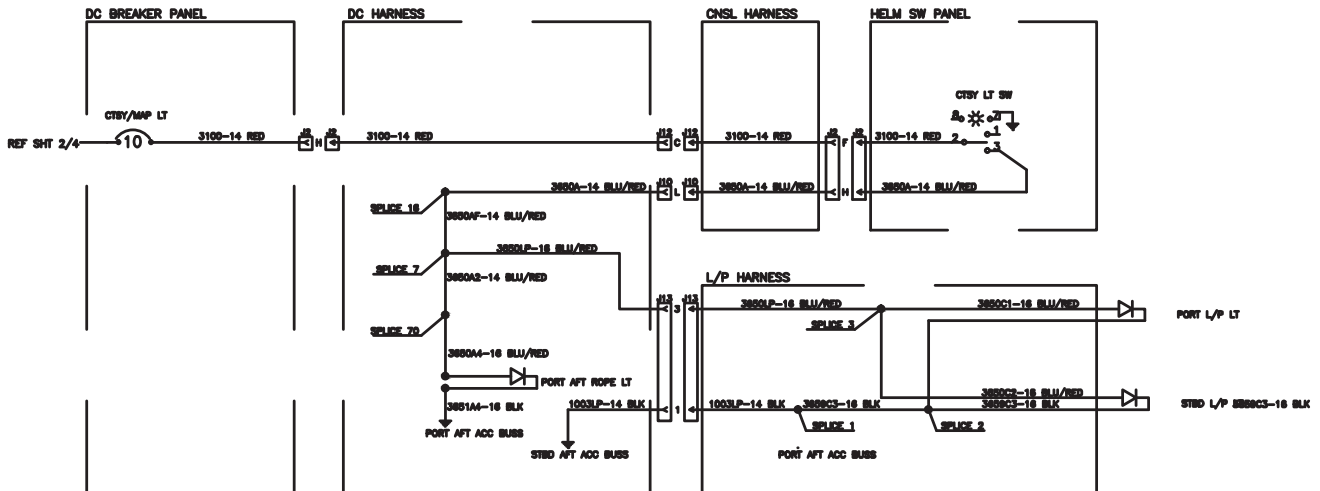 DC BREAKER PANEL
DC HARNESS
CNSL HARNESS
HELM SW PANEL
CTSY/MAP LT
CTSY LT SW
8 7
1
REF SHT 2/4
10
3100-14 RED
J2 J2
H
3100-14 RED
J12 J12
C
3100-14 RED
J2 J2
F
3100-14 RED
2
3
3650A-14 BLU/RED
J10 J10
L
3650A-14 BLU/RED
H
3650A-14 BLU/RED
SPLICE 16
3650AF-14 BLU/RED
3650LP-16 BLU/RED
SPLICE 7
3650A2-14 BLU/RED
L/P HARNESS
J13 J13
3
3650LP-16 BLU/RED
3650C1-16 BLU/RED
PORT L/P LT
SPLICE 70
SPLICE 3
3650A4-16 BLU/RED
PORT AFT ROPE LT
3650C2-16 BLU/RED
3651A4-16 BLK
1003LP-14 BLK
1
1003LP-14 BLK
3659C3-16 BLK
3659C3-16 BLK
STBD L/P
PORT AFT ACC BUSS
SPLICE 1
SPLICE 2
STBD AFT ACC BUSS
PORT AFT ACC BUSS